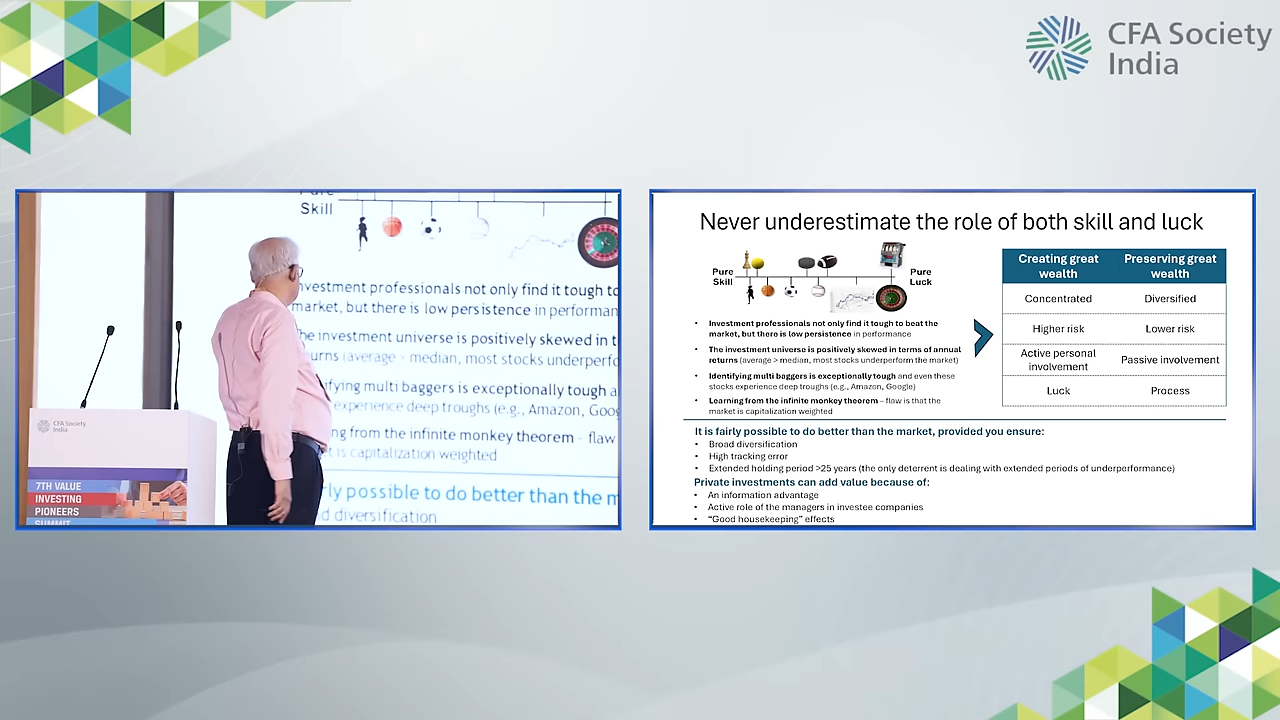 CFA Society
India
Pure
Skill
Investment professionals not only find it tough to
market, but there is low persistence in performan
he investment universe is positively skewed in t
urns (average > median, most stocks underperfo
ifying multi baggers is exceptionally tough a
experience deep troughs (e.g., Amazon, Goog
ng from the infinite monkey theorem - flaw
t is capitalization weighted
rly possible to do better than the m
d diversification
CFA Society
India
7TH VALUE
INVESTING
PIONEERS
SUMMIT
Never underestimate the role of both skill and luck
Pure
Skill
Pure
Luck
• Investment professionals not only find it tough to beat the
market, but there is low persistence in performance
• The investment universe is positively skewed in terms of annual
returns (average > median, most stocks underperform the market)
• Identifying multi baggers is exceptionally tough and even these
stocks experience deep troughs (e.g., Amazon, Google)
• Learning from the infinite monkey theorem – flaw is that the
market is capitalization weighted
Creating great wealth Preserving great wealth
Concentrated Diversified
Higher risk Lower risk
Active personal involvement Passive involvement
Luck Process
It is fairly possible to do better than the market, provided you ensure:
• Broad diversification
• High tracking error
• Extended holding period >25 years (the only deterrent is dealing with extended periods of underperformance)
Private investments can add value because of:
• An information advantage
• Active role of the managers in investee companies
• “Good housekeeping” effects